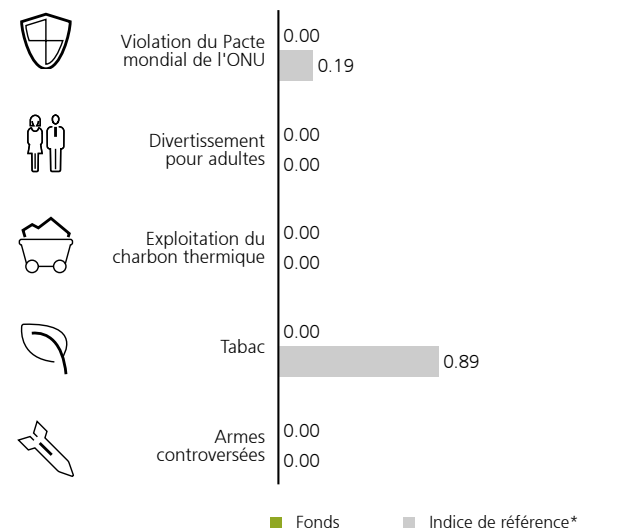 0.00
Violation du Pacte
mondial de l'ONU
0.19
Divertissement
pour adultes
0.00
0.00
Exploitation du
charbon thermique
0.00
0.00
Tabac
0.00
0.89
Armes
controversées
0.00
0.00
Fonds
Indice de référence*